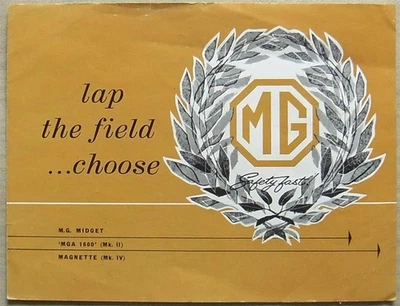 lap
the field
...choose
MG
Safety fast!
M.G. MIDGET
'MGA 1600' (Mk. II)
MAGNETTE (Mk. IV)